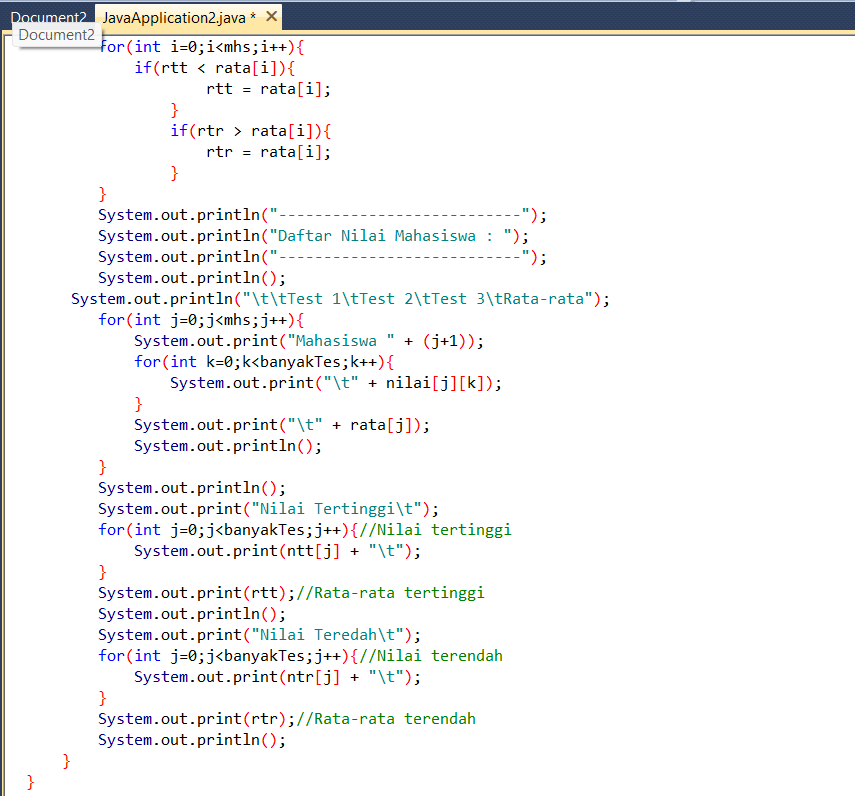 Document2 JavaApplication2.java *
Document2
for(int i=0;i<mhs;i++){
if(rtt < rata[i]){
rtt = rata[i];
}
if(rtr > rata[i]){
rtr = rata[i];
}
}
System.out.println("---------------------------");
System.out.println("Daftar Nilai Mahasiswa : ");
System.out.println("---------------------------");
System.out.println();
System.out.println("\t\tTest 1\tTest 2\tTest 3\tRata-rata");
for(int j=0;j<mhs;j++){
System.out.print("Mahasiswa " + (j+1));
for(int k=0;k<banyakTes;k++){
System.out.print("\t" + nilai[j][k]);
}
System.out.print("\t" + rata[j]);
System.out.println();
}
System.out.println();
System.out.print("Nilai Tertinggi\t");
for(int j=0;j<banyakTes;j++){//Nilai tertinggi
System.out.print(ntt[j] + "\t");
}
System.out.print(rtt);//Rata-rata tertinggi
System.out.println();
System.out.print("Nilai Teredah\t");
for(int j=0;j<banyakTes;j++){//Nilai terendah
System.out.print(ntr[j] + "\t");
}
System.out.print(rtr);//Rata-rata terendah
System.out.println();
}
}